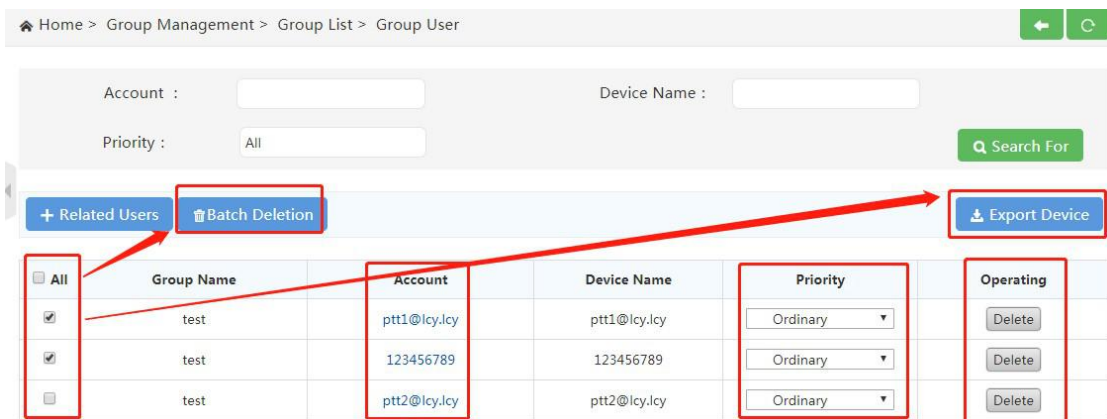 Home > Group Management > Group List > Group User
Account : Device Name :
Priority : All
Search For
+ Related Users Batch Deletion Export Device
All Group Name Account Device Name Priority Operating
test ptt1@lcy.lcy ptt1@lcy.lcy Ordinary Delete
test 123456789 123456789 Ordinary Delete
test ptt2@lcy.lcy ptt2@lcy.lcy Ordinary Delete